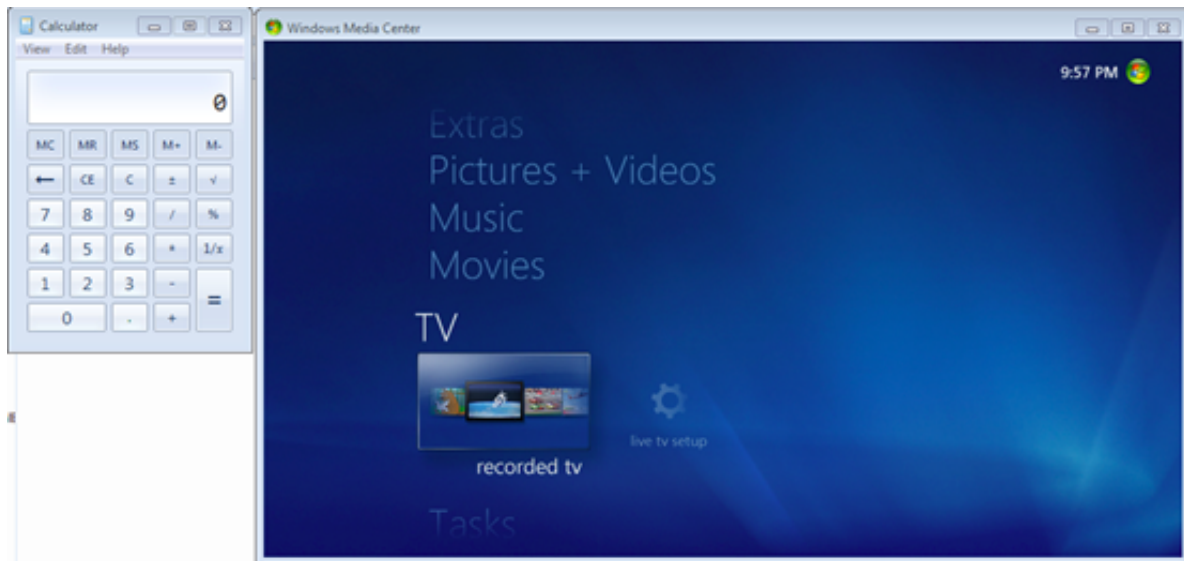 Calculator
View Edit Help
0
MC MR MS M+ M-
← CE C ± √
7 8 9 / %
4 5 6 * 1/x
1 2 3 - =
0 . +
Windows Media Center
9:57 PM
Extras
Pictures + Videos
Music
Movies
TV
live tv setup
recorded tv
Tasks